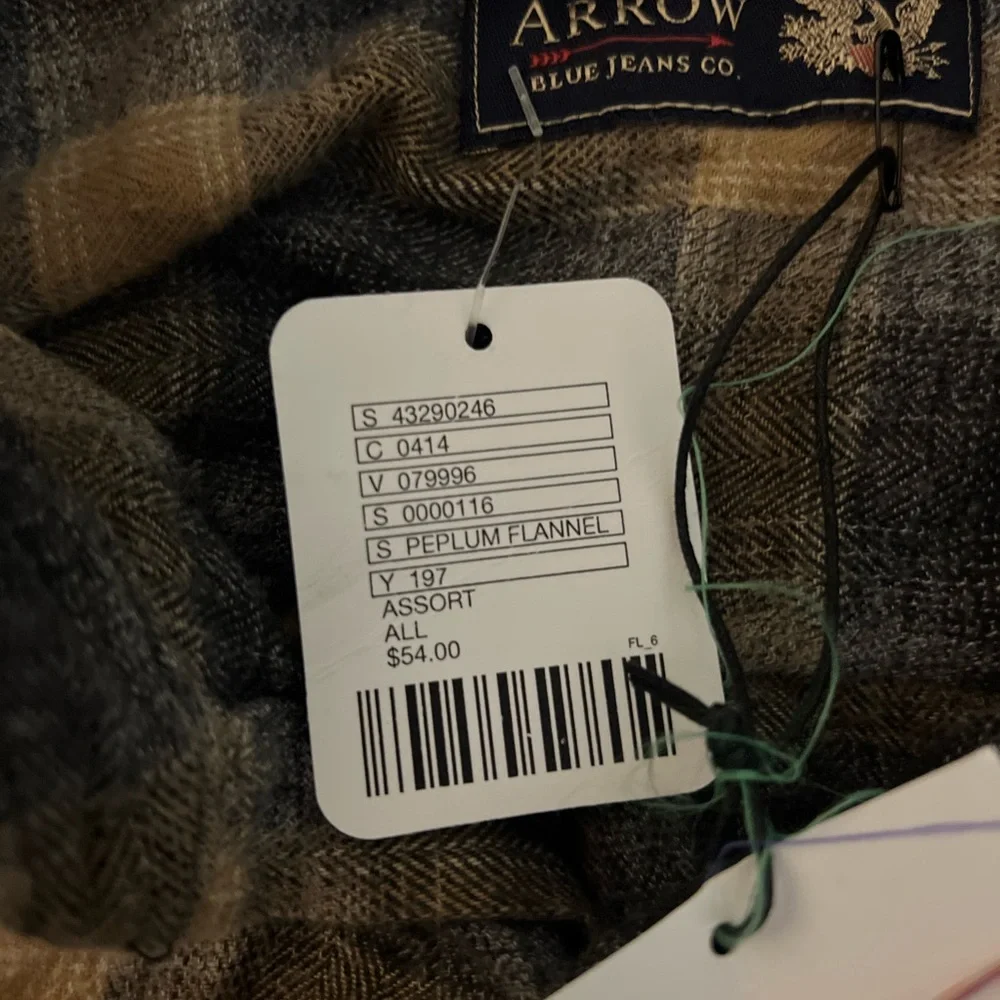 ARROW
BLUE JEANS CO.
S 43290246
C 0414
V 079996
S 0000116
S PEPLUM FLANNEL
Y 197
ASSORT
ALL
$54.00
FL_6